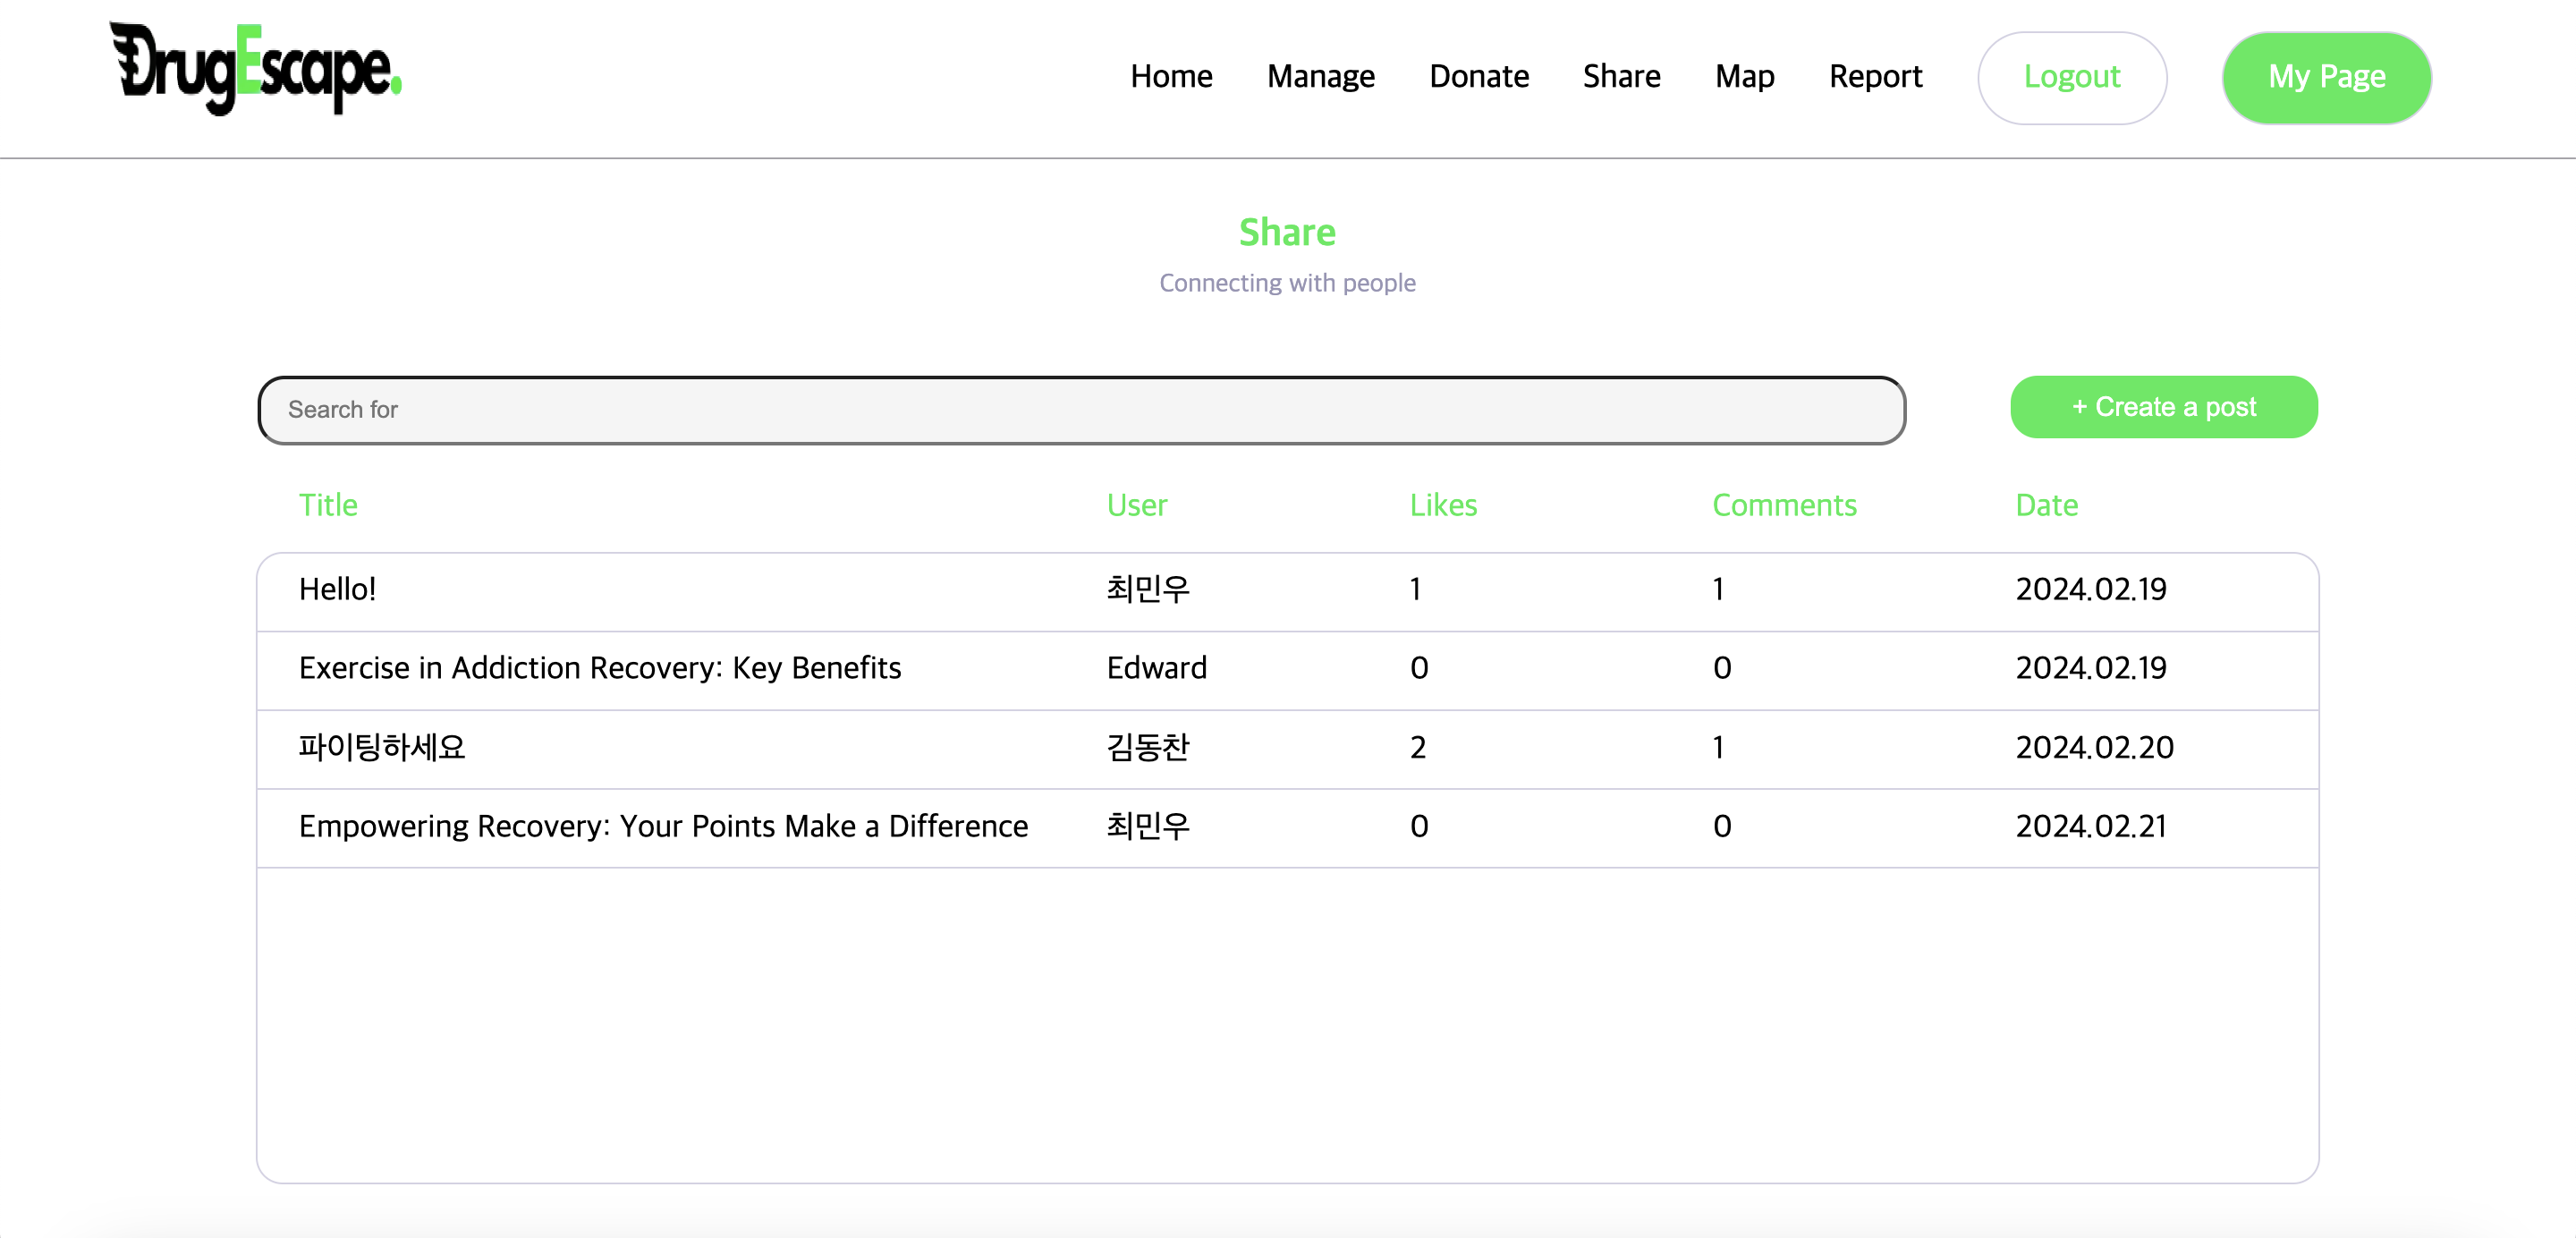 DrugEscape.
Home Manage Donate Share Map Report Logout My Page
Share
Connecting with people
Search for
+ Create a post
Title User Likes Comments Date
Hello! 최민우 1 1 2024.02.19
Exercise in Addiction Recovery: Key Benefits Edward 0 0 2024.02.19
파이팅하세요 김동찬 2 1 2024.02.20
Empowering Recovery: Your Points Make a Difference 최민우 0 0 2024.02.21